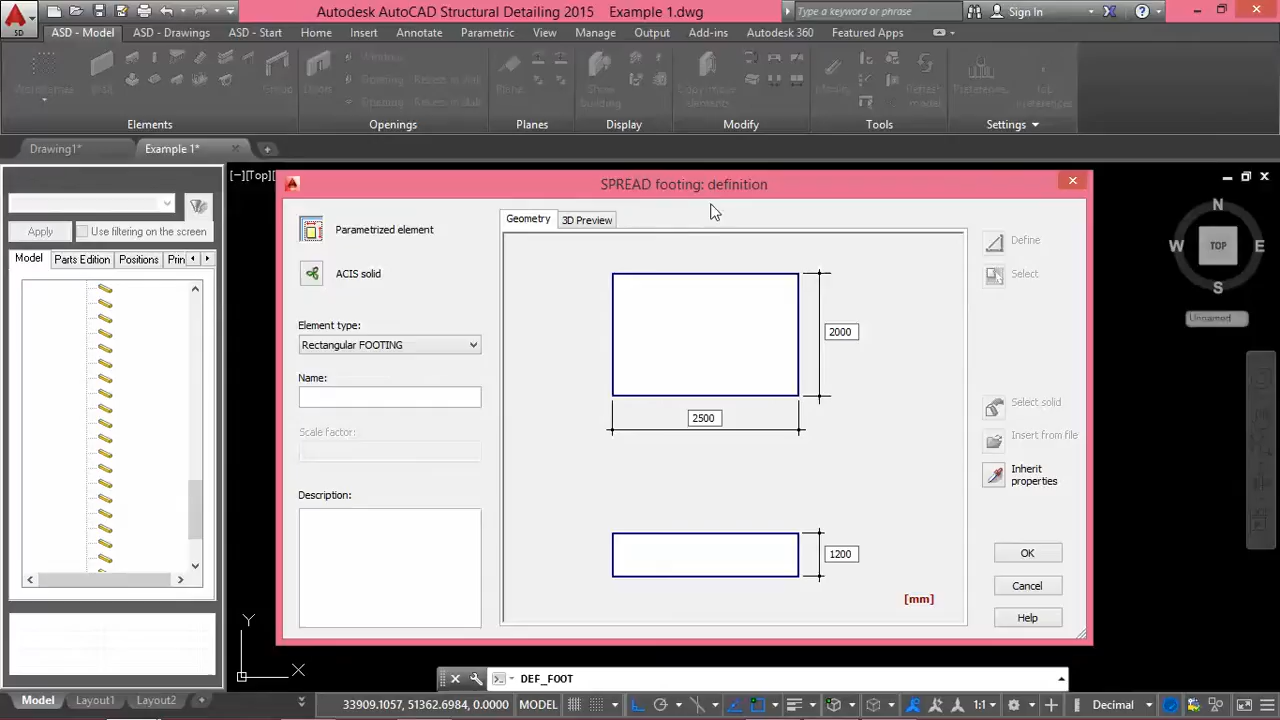 Autodesk AutoCAD Structural Detailing 2015 Example 1.dwg
Type a keyword or phrase
Sign In
SD
ASD - Model ASD - Drawings ASD - Start Home Insert Annotate Parametric View Manage Output Add-ins Autodesk 360 Featured Apps
Elements Openings Planes Display Modify Tools Settings
Drawing1* Example 1*
[−][Top][
SPREAD footing: definition
Apply Use filtering on the screen
Model Parts Edition Positions Prin
Parametrized element
ACIS solid
Element type:
Rectangular FOOTING
Name:
Scale factor:
Description:
Geometry 3D Preview
2000
2500
1200
[mm]
Define
Select
Select solid
Insert from file
Inherit
properties
OK
Cancel
Help
N
W TOP E
S
Unnamed
Y
X
DEF_FOOT
Model Layout1 Layout2 +
33909.1057, 51362.6984, 0.0000 MODEL 1:1 Decimal